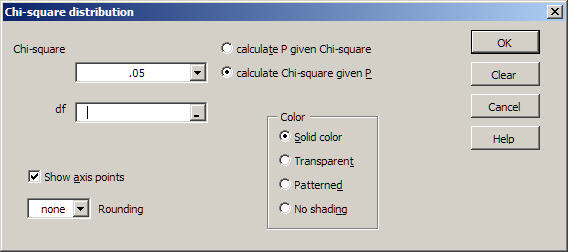 Chi-square distribution
Chi-square
.05
calculate P given Chi-square
calculate Chi-square given P
OK
Clear
df
Cancel
Color
Solid color
Help
Transparent
Show axis points
Patterned
none
Rounding
No shading